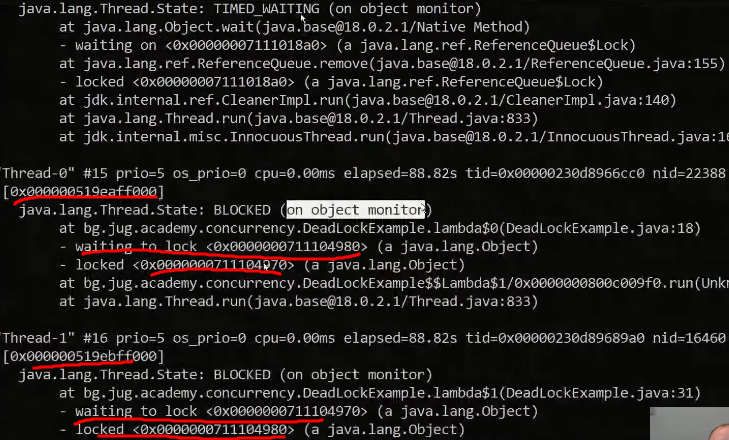 java.lang.Thread.State: TIMED_WAITING (on object monitor)
at java.lang.Object.wait(java.base@18.0.2.1/Native Method)
- waiting on <0x00000007111018a0> (a java.lang.ref.ReferenceQueue$Lock)
at java.lang.ref.ReferenceQueue.remove(java.base@18.0.2.1/ReferenceQueue.java:155)
- locked <0x00000007111018a0> (a java.lang.ref.ReferenceQueue$Lock)
at jdk.internal.ref.CleanerImpl.run(java.base@18.0.2.1/CleanerImpl.java:140)
at java.lang.Thread.run(java.base@18.0.2.1/Thread.java:833)
at jdk.internal.misc.InnocuousThread.run(java.base@18.0.2.1/InnocuousThread.java:16
"Thread-0" #15 prio=5 os_prio=0 cpu=0.00ms elapsed=88.82s tid=0x00000230d8966cc0 nid=22388
[0x000000519eaff000]
java.lang.Thread.State: BLOCKED (on object monitor)
at bg.jug.academy.concurrency.DeadLockExample.lambda$0(DeadLockExample.java:18)
- waiting to lock <0x0000000711104980> (a java.lang.Object)
- locked <0x0000000711104970> (a java.lang.Object)
at bg.jug.academy.concurrency.DeadLockExample$$Lambda$1/0x0000000800c009f0.run(Unkn
at java.lang.Thread.run(java.base@18.0.2.1/Thread.java:833)
"Thread-1" #16 prio=5 os_prio=0 cpu=0.00ms elapsed=88.82s tid=0x00000230d89689a0 nid=16460
[0x000000519ebff000]
java.lang.Thread.State: BLOCKED (on object monitor)
at bg.jug.academy.concurrency.DeadLockExample.lambda$1(DeadLockExample.java:31)
- waiting to lock <0x0000000711104970> (a java.lang.Object)
- locked <0x0000000711104980> (a java.lang.Object)